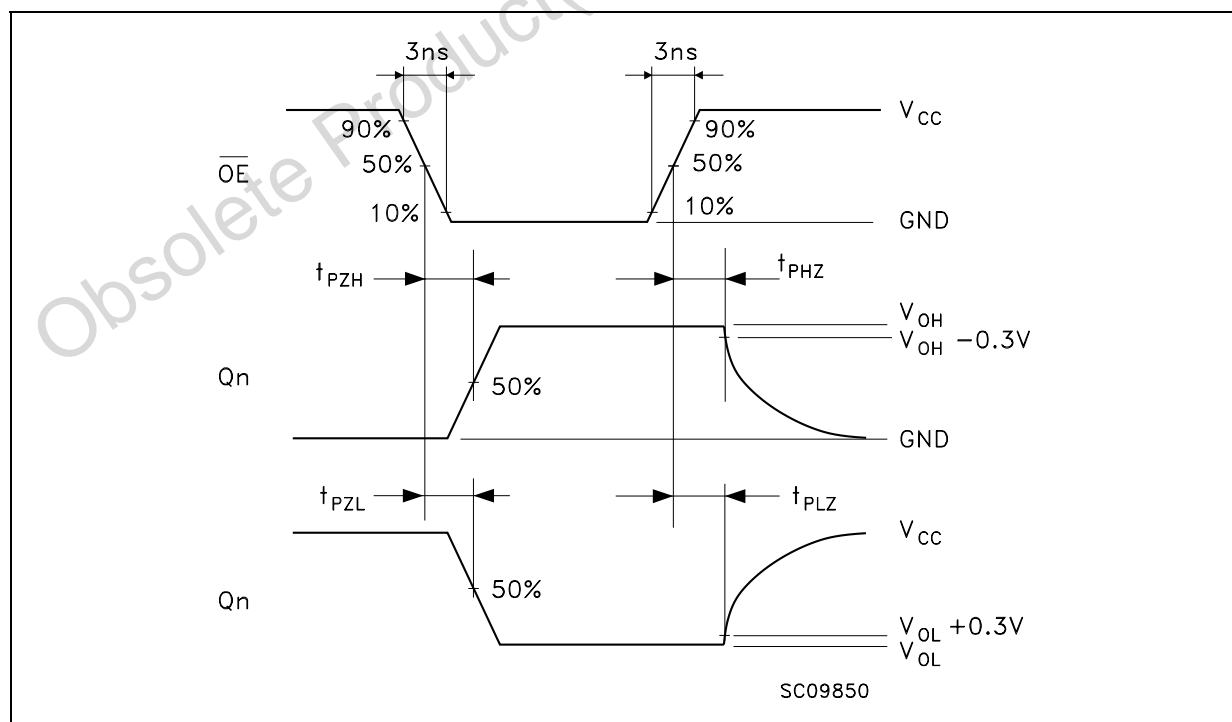 Obsolete Product(
3ns 3ns
V CC
90% 90%
OE 50% 50%
10% 10%
GND
t PZH t PHZ
V OH
V OH -0.3V
Qn 50%
GND
t PZL t PLZ
V CC
Qn 50%
V OL +0.3V
V OL
SC09850